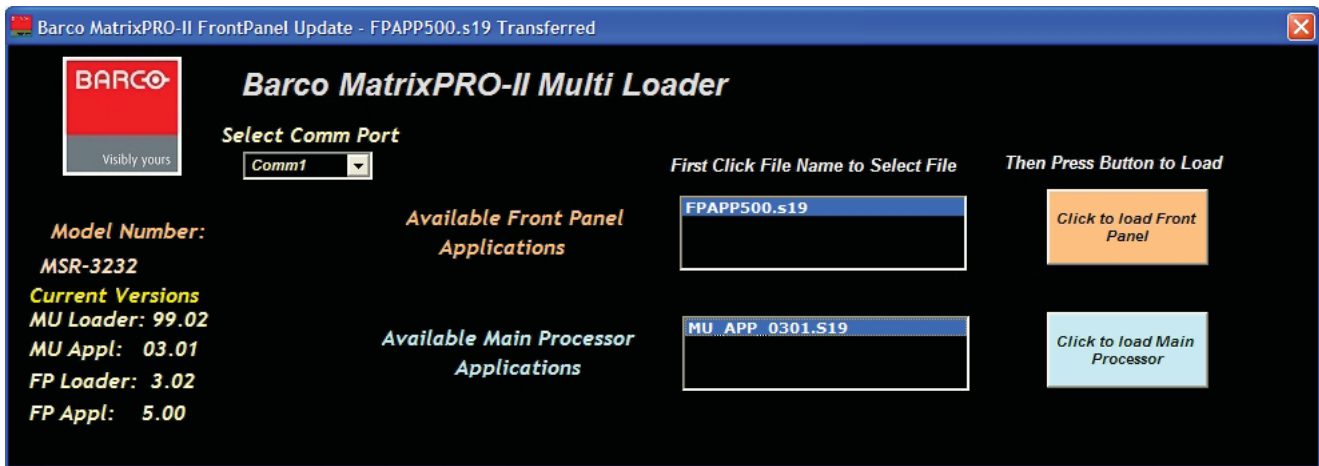 Barco MatrixPRO-II FrontPanel Update - FPAPP500.s19 Transferred
BARCO
Visibly yours
Barco MatrixPRO-II Multi Loader
Select Comm Port
Comm1
First Click File Name to Select File
Then Press Button to Load
Available Front Panel
Applications
FPAPP500.s19
Click to load Front
Panel
Model Number:
MSR-3232
Current Versions
MU Loader: 99.02
MU Appl: 03.01
FP Loader: 3.02
FP Appl: 5.00
Available Main Processor
Applications
MU_APP_0301.S19
Click to load Main
Processor